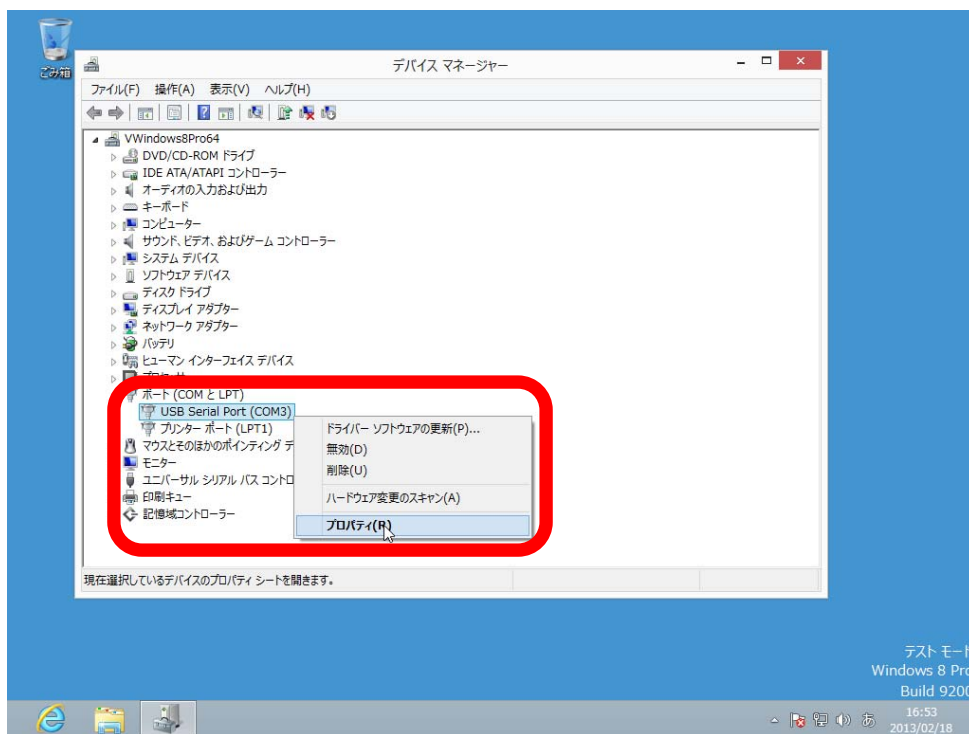 ごみ箱
デバイス マネージャー
ファイル(F) 操作(A) 表示(V) ヘルプ(H)
VWindows8Pro64
DVD/CD-ROM ドライブ
IDE ATA/ATAPI コントローラー
オーディオの入力および出力
キーボード
コンピューター
サウンド、ビデオ、およびゲーム コントローラー
システム デバイス
ソフトウェア デバイス
ディスク ドライブ
ディスプレイ アダプター
ネットワーク アダプター
バッテリ
ヒューマン インターフェイス デバイス
ポート (COM と LPT)
USB Serial Port (COM3)
プリンター ポート (LPT1)
マウスとそのほかのポインティング デ
モニター
ユニバーサル シリアル バス コントロ
印刷キュー
記憶域コントローラー
ドライバー ソフトウェアの更新(P)...
無効(D)
削除(U)
ハードウェア変更のスキャン(A)
プロパティ(R)
現在選択しているデバイスのプロパティ シートを開きます。
テスト モード
Windows 8 Pro
Build 9200
あ
16:53
2013/02/18